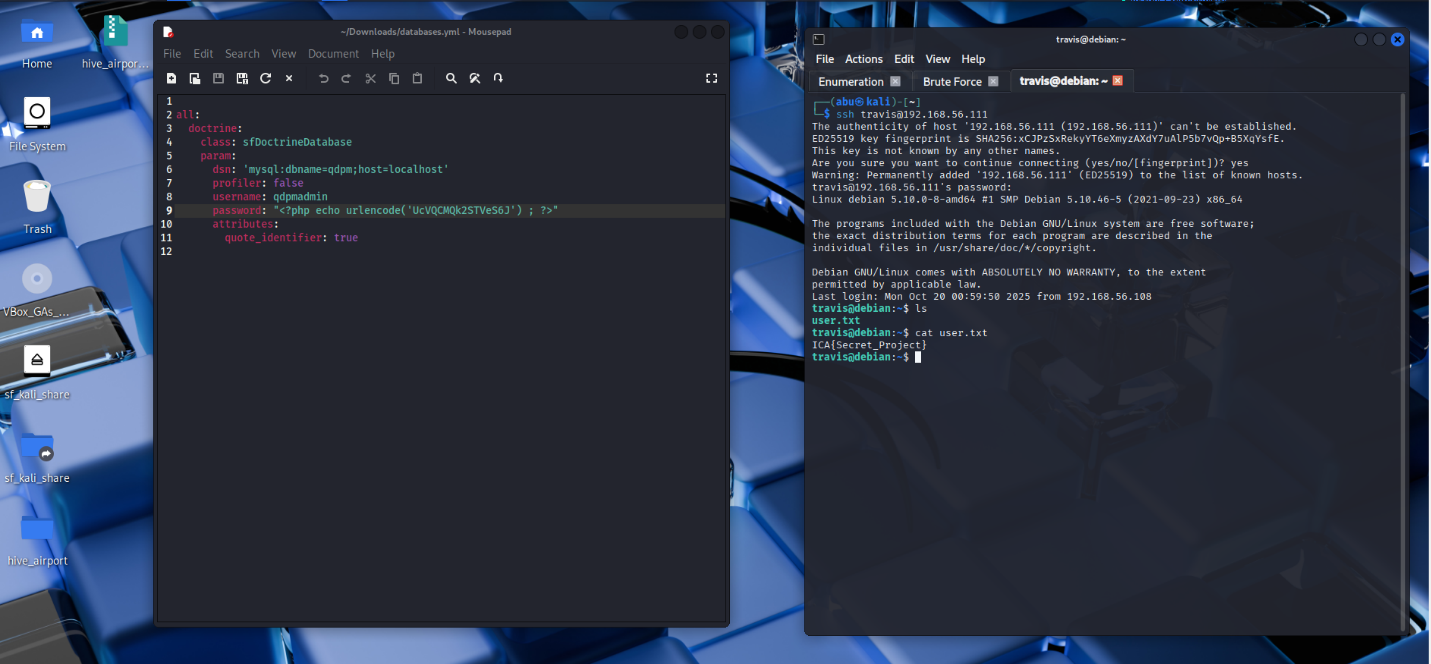 Home
hive_airpor...
File System
Trash
VBox_GAs_...
sf_kali_share
sf_kali_share
hive_airport
~/Downloads/databases.yml - Mousepad
File Edit Search View Document Help
1
2 all:
3 doctrine:
4 class: sfDoctrineDatabase
5 param:
6 dsn: 'mysql:dbname=qdpm;host=localhost'
7 profiler: false
8 username: qdpmadmin
9 password: "<?php echo urlencode('UcVQCMQk2STVeS6J') ; ?>"
10 attributes:
11 quote_identifier: true
12
travis@debian: ~
File Actions Edit View Help
Enumeration Brute Force travis@debian: ~
┌──(abu㉿kali)-[~]
└─$ ssh travis@192.168.56.111
The authenticity of host '192.168.56.111 (192.168.56.111)' can't be established.
ED25519 key fingerprint is SHA256:xCJPzSxRekyYT6eXmyzAXdY7uAlP5b7vQp+B5XqYsfE.
This key is not known by any other names.
Are you sure you want to continue connecting (yes/no/[fingerprint])? yes
Warning: Permanently added '192.168.56.111' (ED25519) to the list of known hosts.
travis@192.168.56.111's password:
Linux debian 5.10.0-8-amd64 #1 SMP Debian 5.10.46-5 (2021-09-23) x86_64
The programs included with the Debian GNU/Linux system are free software;
the exact distribution terms for each program are described in the
individual files in /usr/share/doc/*/copyright.
Debian GNU/Linux comes with ABSOLUTELY NO WARRANTY, to the extent
permitted by applicable law.
Last login: Mon Oct 20 00:59:50 2025 from 192.168.56.108
travis@debian:~$ ls
user.txt
travis@debian:~$ cat user.txt
ICA{Secret_Project}
travis@debian:~$